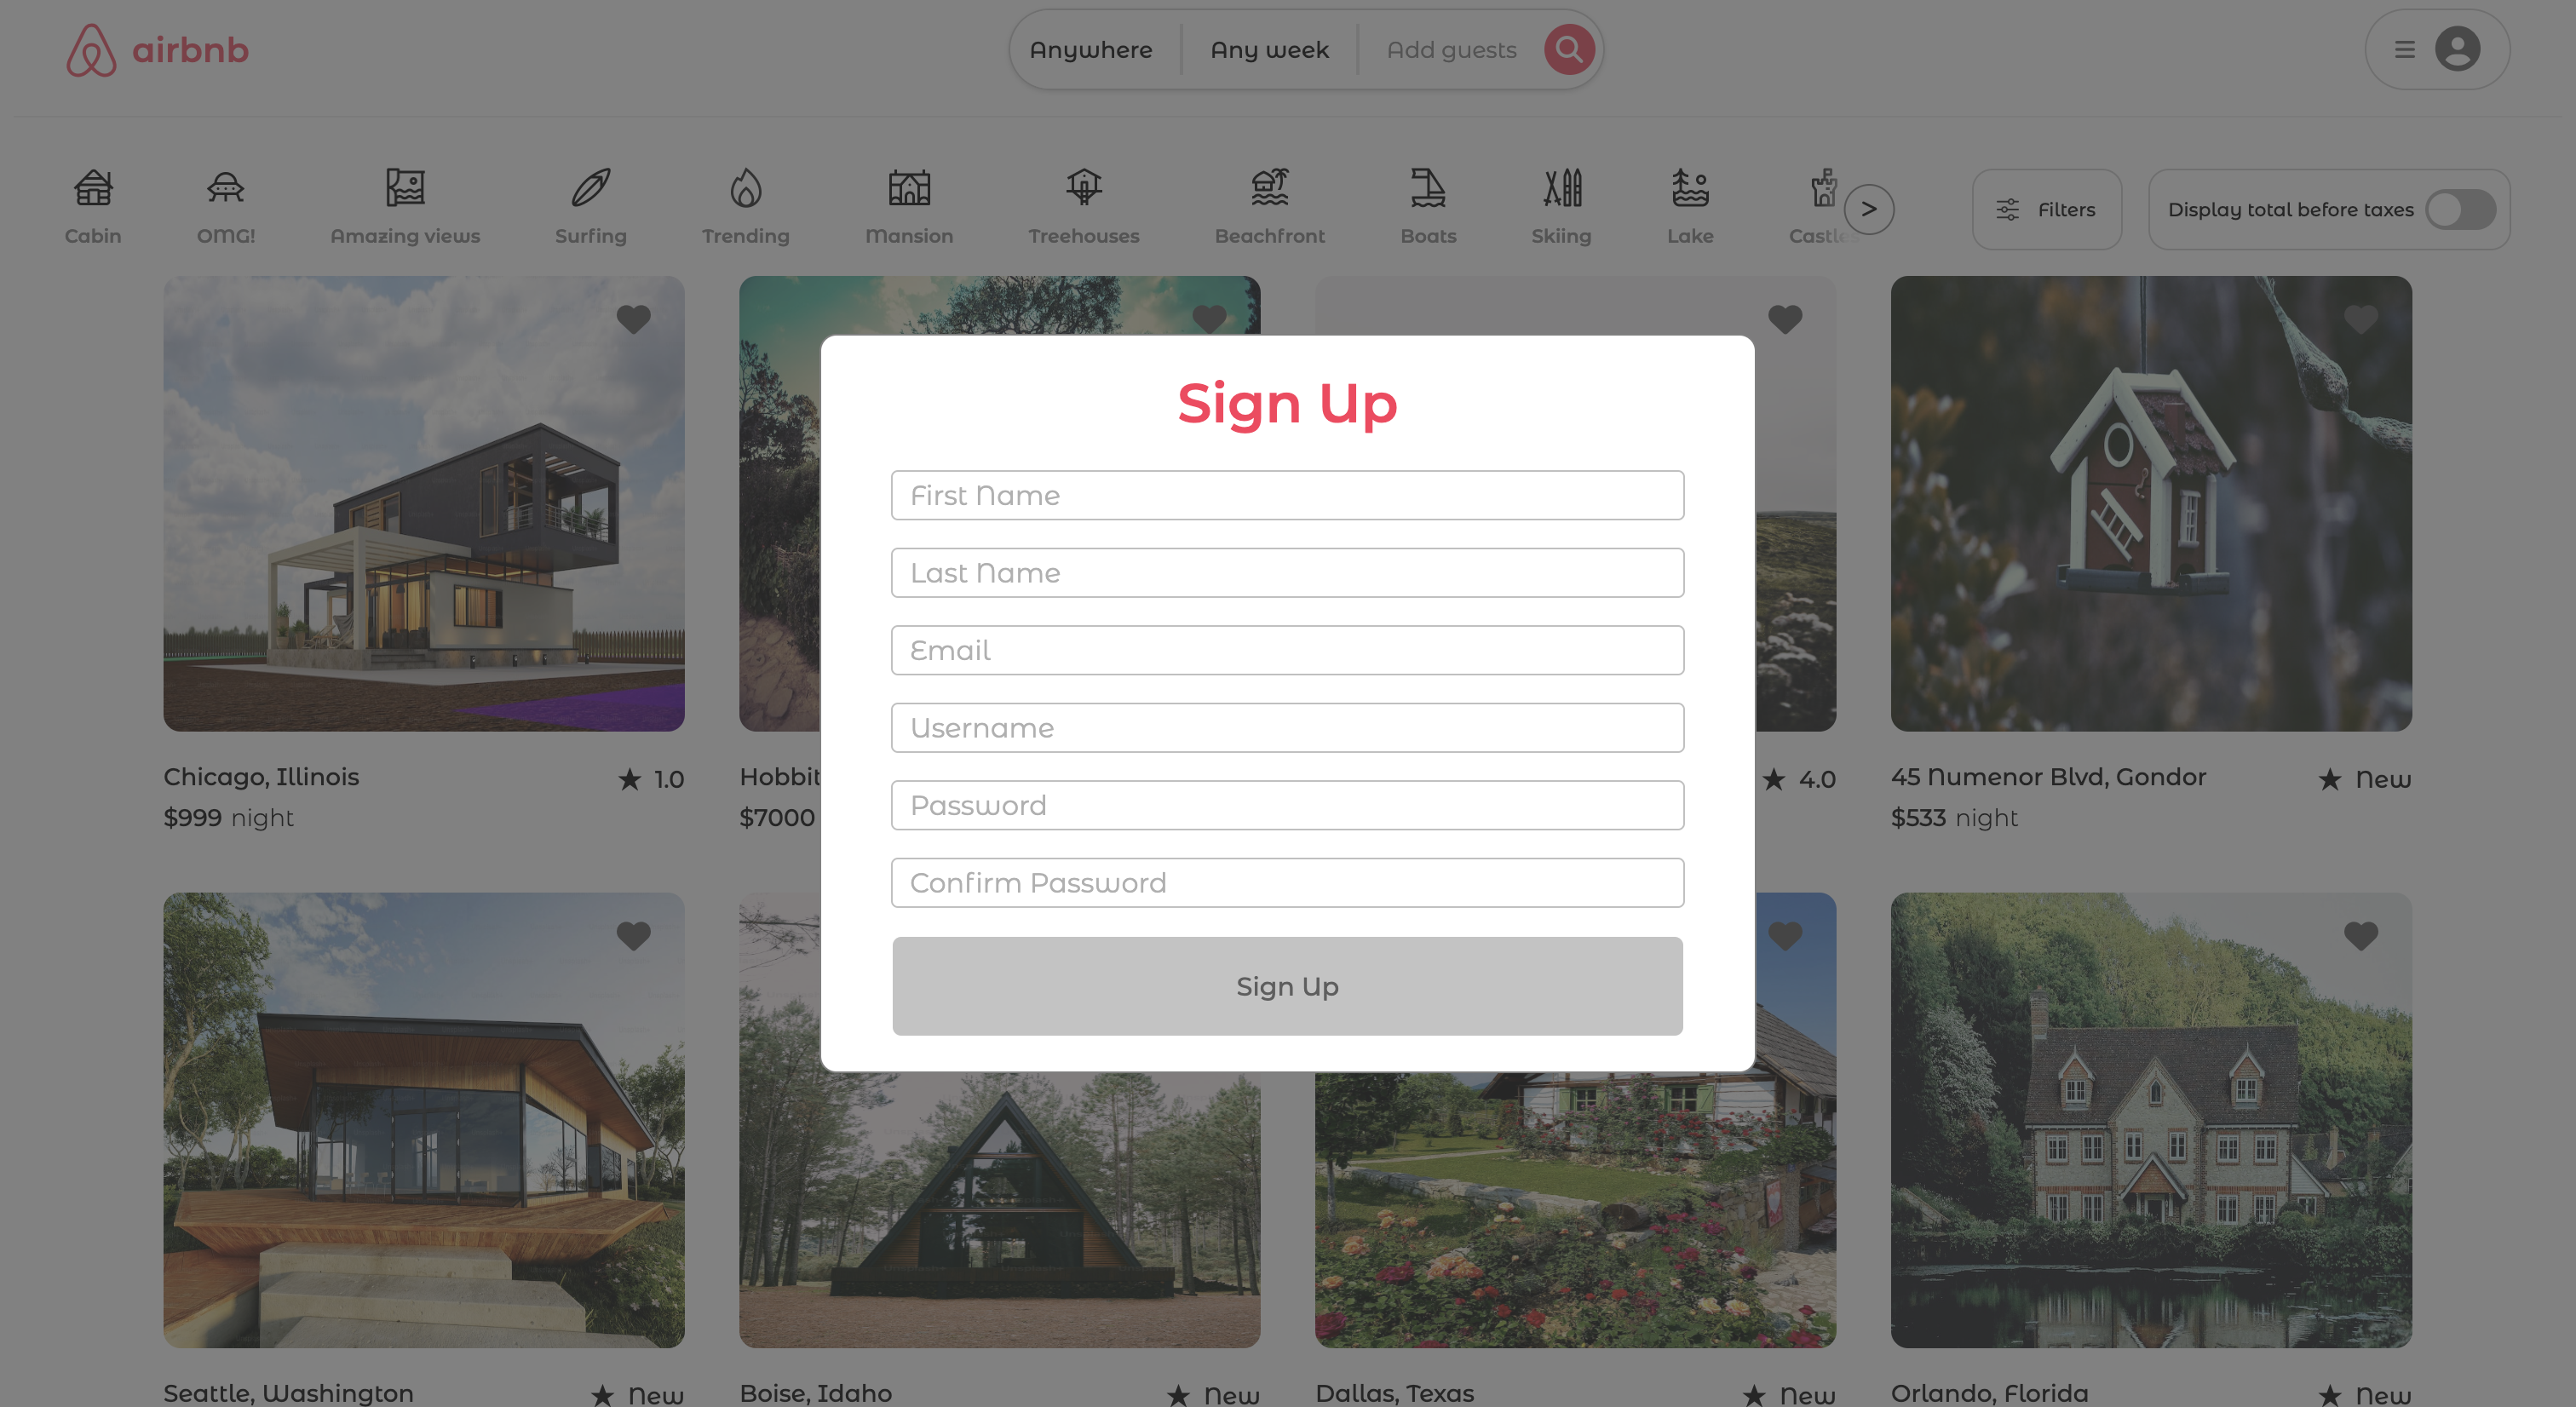 airbnb
Anywhere Any week Add guests
Cabin OMG! Amazing views Surfing Trending Mansion Treehouses Beachfront Boats Skiing Lake Castles > Filters Display total before taxes
Sign Up
First Name
Last Name
Email
Username
Password
Confirm Password
Sign Up
Chicago, Illinois ★ 1.0 Hobbit ★ 4.0 45 Numenor Blvd, Gondor ★ New
$999 night $7000 $533 night
Seattle, Washington ★ New Boise, Idaho ★ New Dallas, Texas ★ New Orlando, Florida ★ New